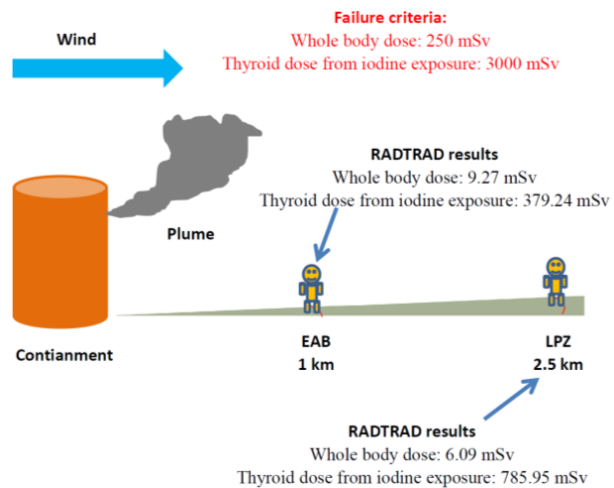 Failure criteria:
Wind
Whole body dose: 250 mSv
Thyroid dose from iodine exposure: 3000 mSv
RADTRAD results
Whole body dose: 9.27 mSv
Thyroid dose from iodine exposure: 379.24 mSv
Plume
Contianment
EAB
1 km
LPZ
2.5 km
RADTRAD results
Whole body dose: 6.09 mSv
Thyroid dose from iodine exposure: 785.95 mSv